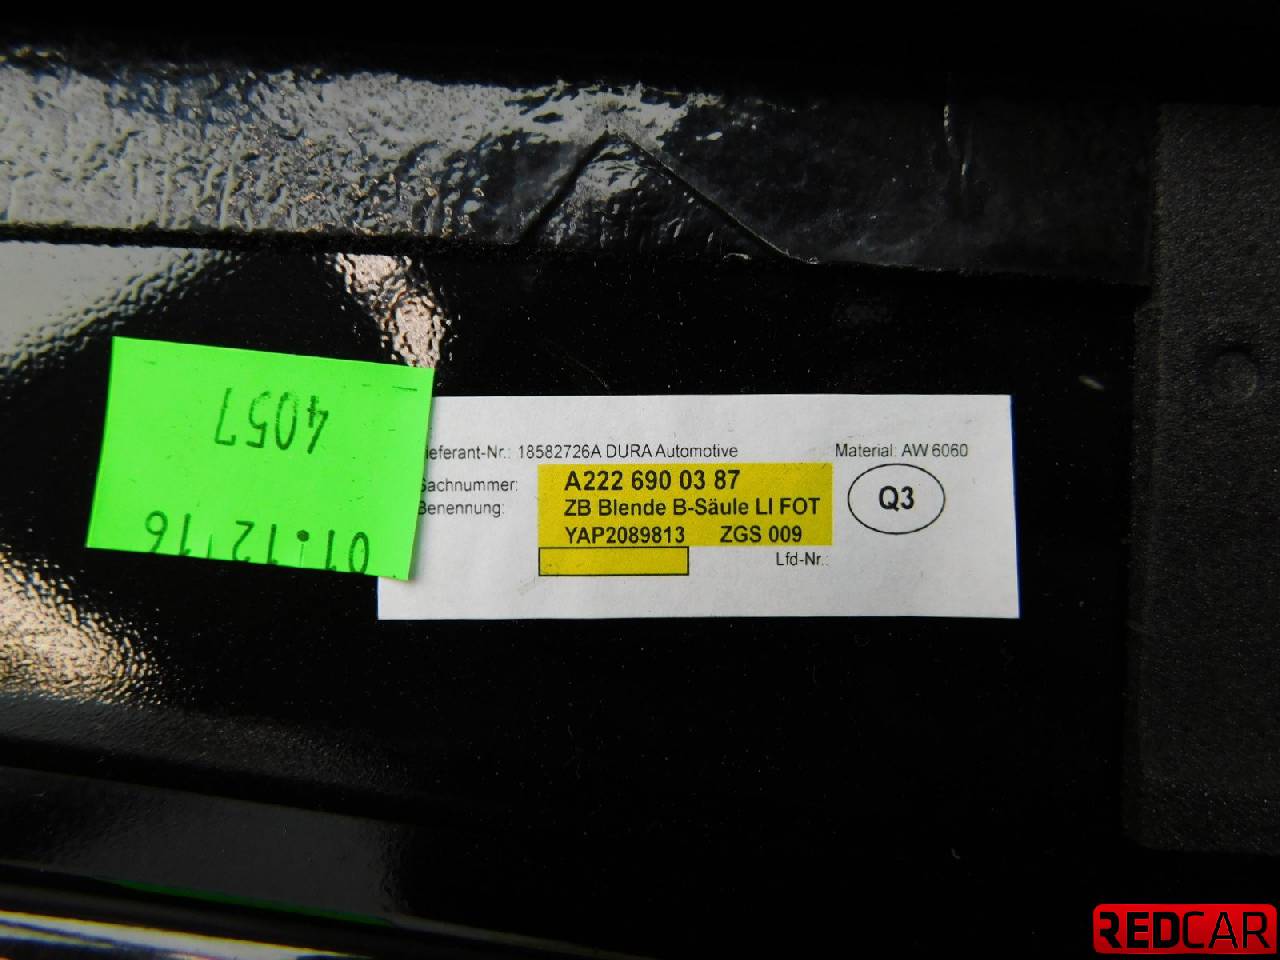 4057
01.12'16
ieferant-Nr.: 18582726A DURA Automotive
Material: AW 6060
Sachnummer: A222 690 03 87
Benennung: ZB Blende B-Säule LI FOT
Q3
YAP2089813 ZGS 009
Lfd-Nr.:
REDCAR